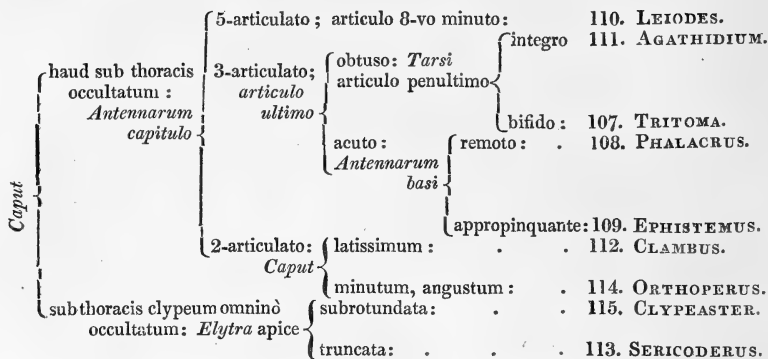 5-articulato; articulo 8-vo minuto: 110. LEIODES.
integro 111. AGATHIDIUM.
haud sub thoracis 3-articulato; obtuso: Tarsi
occultatum: articulo articulo penultimo
Antennarum ultimo
capitulo bifido: 107. TRITOMA.
acuto: remoto: . 108. PHALACRUS.
Antennarum
basi
Caput
appropinquante: 109. EPHISTEMUS.
2-articulato: latissimum: . . 112. CLAMBUS.
Caput
minutum, angustum: . 114. ORTHOPERUS.
sub thoracis clypeum omninò subrotundata: . 115. CLYPEASTER.
occultatum: Elytra apice
truncata: . . . 113. SERICODERUS.